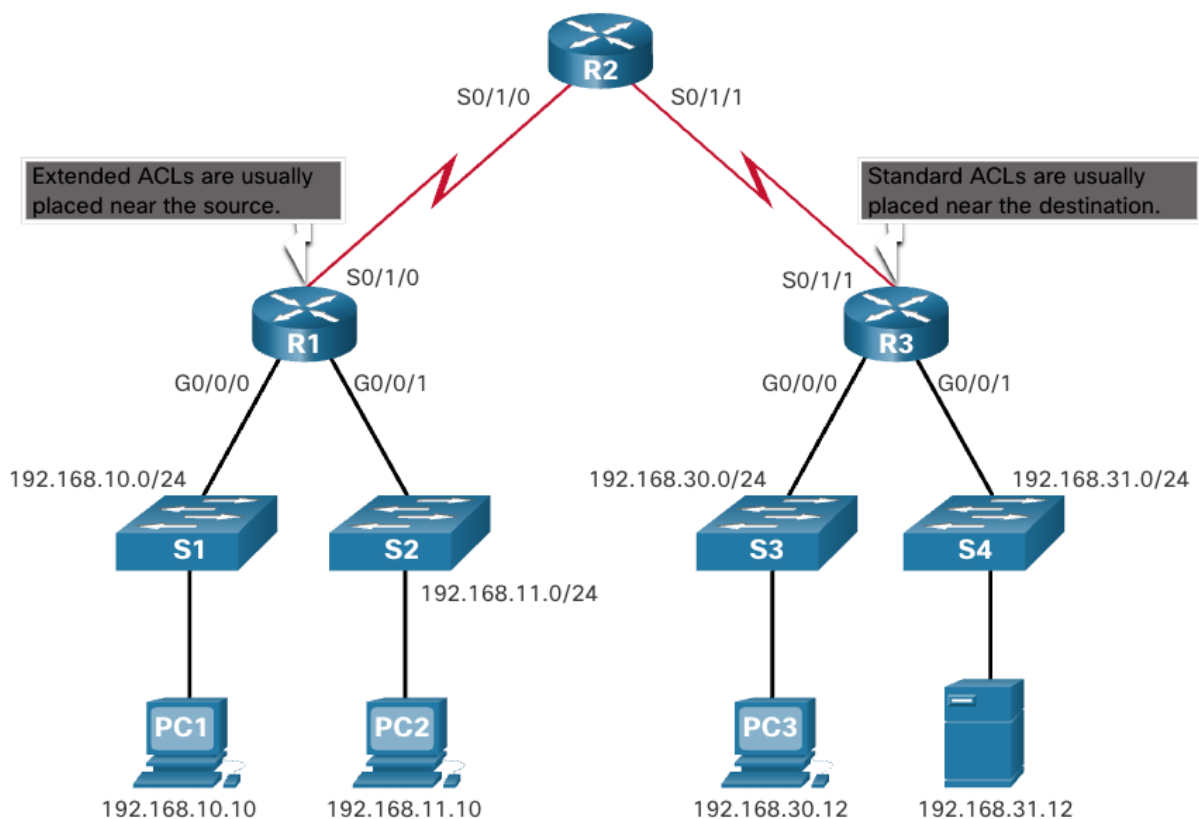 R2
S0/1/0
S0/1/1
Extended ACLs are usually
placed near the source.
Standard ACLs are usually
placed near the destination.
S0/1/0
S0/1/1
R1
R3
G0/0/0
G0/0/1
G0/0/0
G0/0/1
192.168.10.0/24
192.168.30.0/24
192.168.31.0/24
S1
S2
S3
S4
192.168.11.0/24
PC1
PC2
PC3
192.168.10.10
192.168.11.10
192.168.30.12
192.168.31.12